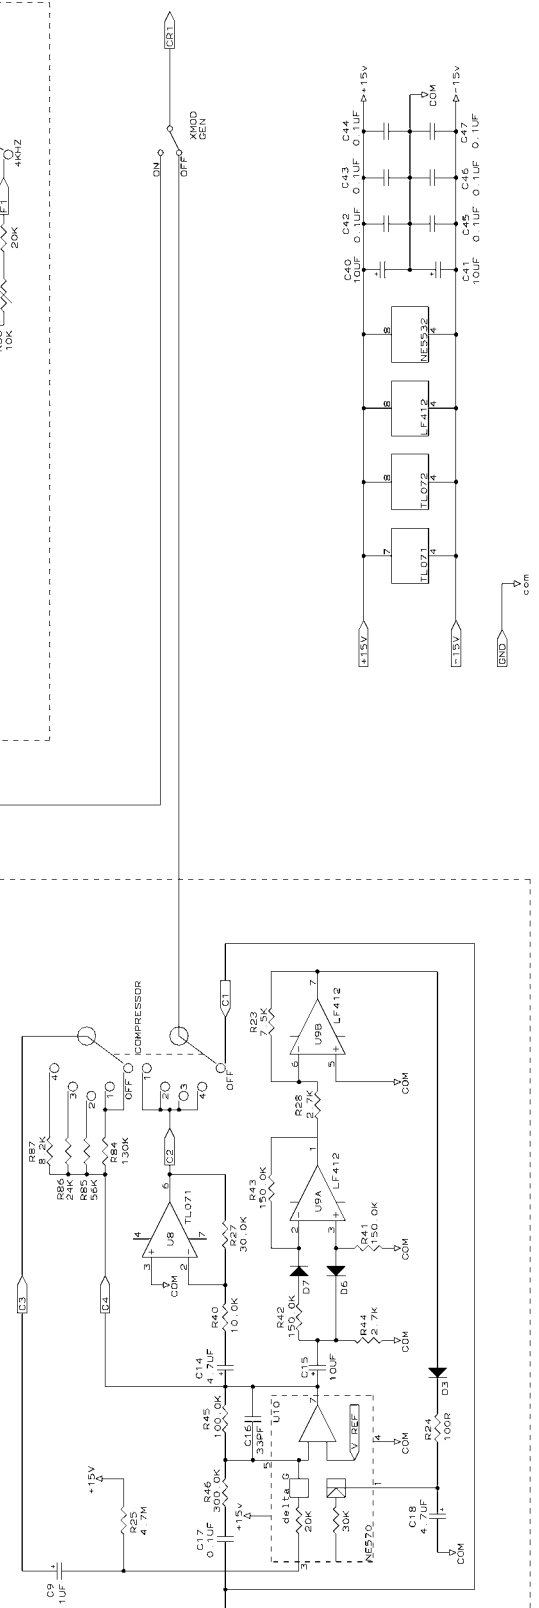 CR1
XMOD
GEN
ON
OFF
4KHZ
F1
20K
10K
+15v
-15v
COM
C44
0.1UF
C47
0.1UF
C43
0.1UF
C46
0.1UF
C42
0.1UF
C45
0.1UF
C40
10UF
+
C41
10UF
+
8
NE5532
4
8
LF412
4
8
TL072
4
7
TL071
4
+15V
-15V
GND
com
COMPRESSOR
C1
4
3
2
1
OFF
1
2
3
4
OFF
R87
8.2K
R86
24K
R85
56K
R84
130K
C2
6
TL071
U8
4
7
+
-
3
2
COM
R27
30.0K
R40
10.0K
C14
4.7UF
+
4
C3
C4
R23
7.5K
7
LF412
U9B
-
+
6
5
COM
R28
2.7K
1
LF412
U9A
-
+
2
3
R43
150.0K
R41
150.0K
COM
D7
D6
R42
150.0K
R44
2.7K
COM
C15
10UF
+
R45
100.0K
C16
33PF
5
U10
7
V REF
4
COM
delta G
20K
30K
1
3
NE570
+15v
R46
300.0K
C17
0.1UF
+15v
R25
4.7M
C9
1UF
+
D3
R24
100R
C18
4.7UF
+
COM